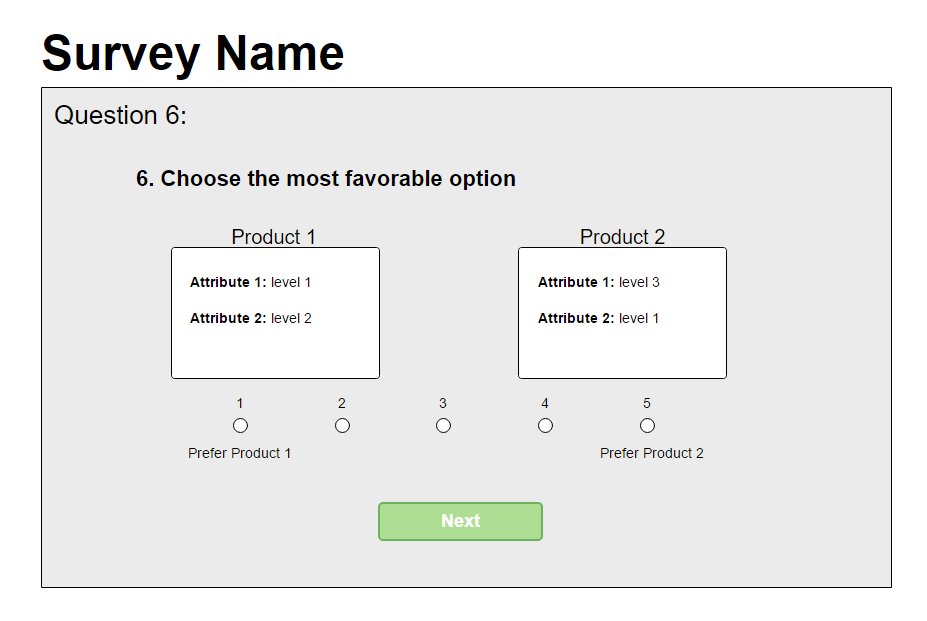 Survey Name
Question 6:
6. Choose the most favorable option
Product 1
Product 2
Attribute 1: level 1
Attribute 2: level 2
Attribute 1: level 3
Attribute 2: level 1
1 2 3 4 5
Prefer Product 1
Prefer Product 2
Next